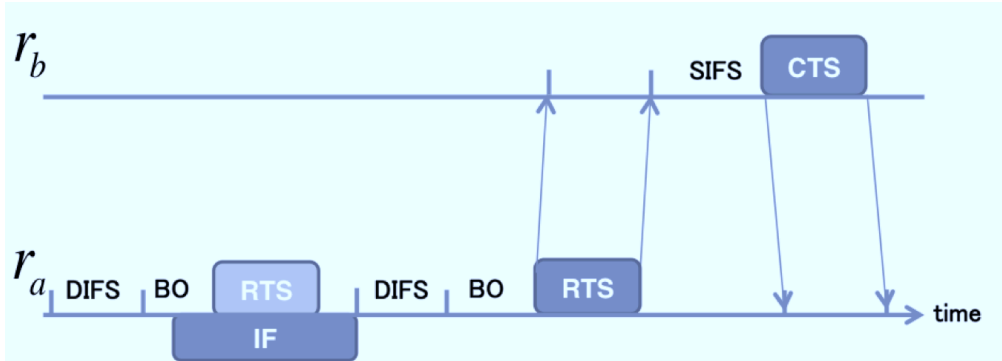 r_b
SIFS CTS
r_a
DIFS BO RTS DIFS BO RTS
time
IF